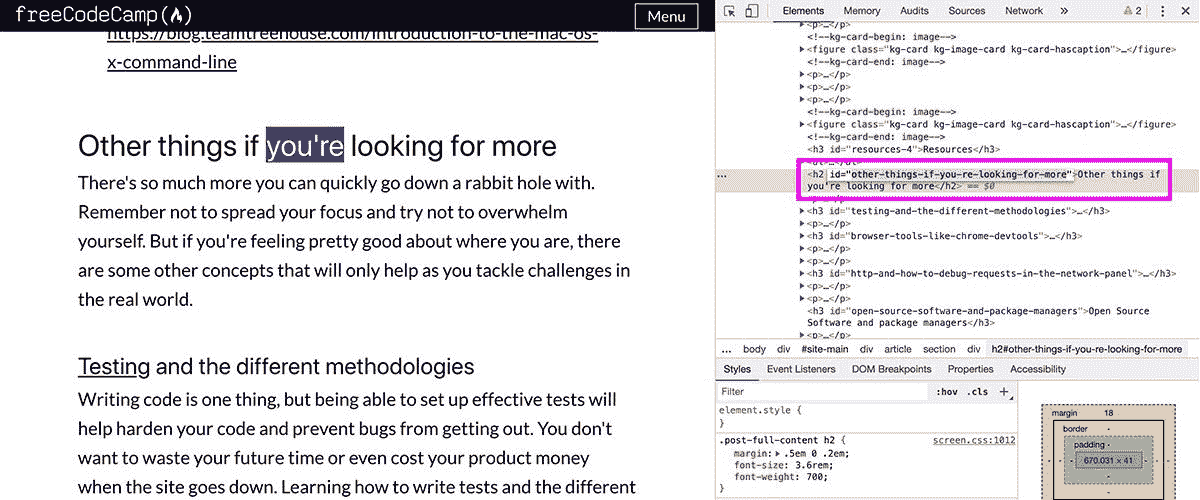 freeCodeCamp(🔥)
Menu
https://blog.teamtreehouse.com/introduction-to-the-mac-os-
x-command-line
Other things if you're looking for more
There's so much more you can quickly go down a rabbit hole with.
Remember not to spread your focus and try not to overwhelm
yourself. But if you're feeling pretty good about where you are, there
are some other concepts that will only help as you tackle challenges in
the real world.
Testing and the different methodologies
Writing code is one thing, but being able to set up effective tests will
help harden your code and prevent bugs from getting out. You don't
want to waste your future time or even cost your product money
when the site goes down. Learning how to write tests and the different
Elements Memory Audits Sources Network » 2
<p>…</p>
<!--kg-card-begin: image-->
<figure class="kg-card kg-image-card kg-card-hascaption">…</figure>
<!--kg-card-end: image-->
<p>…</p>
<p>…</p>
<p>…</p>
<!--kg-card-begin: image-->
<figure class="kg-card kg-image-card kg-card-hascaption">…</figure>
<!--kg-card-end: image-->
<h3 id="resources-4">Resources</h3>
<h2 id="other-things-if-you-re-looking-for-more">Other things if
you're looking for more</h2> == $0
<h3 id="testing-and-the-different-methodologies">…</h3>
<p>…</p>
<h3 id="browser-tools-like-chrome-devtools">…</h3>
<p>…</p>
<p>…</p>
<h3 id="http-and-how-to-debug-requests-in-the-network-panel">…</h3>
<p>…</p>
<p>…</p>
<h3 id="open-source-software-and-package-managers">Open Source
Software and package managers</h3>
<p>…</p>
... body div #site-main div article section div h2#other-things-if-you-re-looking-for-more
Styles Event Listeners DOM Breakpoints Properties Accessibility
Filter :hov .cls +
element.style {
}
.post-full-content h2 { screen.css:1012
margin: .5em 0 .2em;
font-size: 3.6rem;
font-weight: 700;
}
margin 18
border -
padding -
670.031 × 41